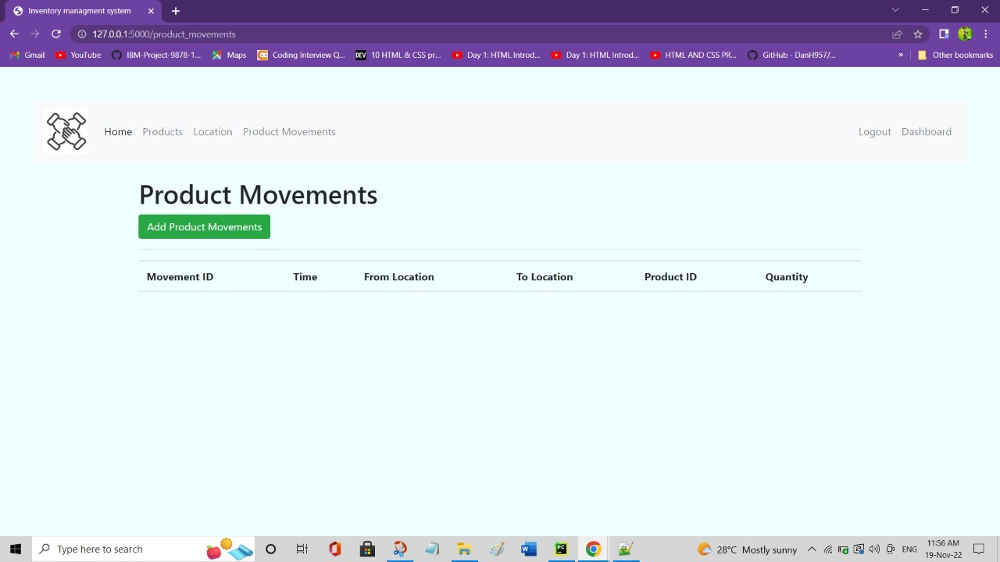 Inventory managment system
127.0.0.1:5000/product_movements
Gmail YouTube IBM-Project-9878-1... Maps Coding Interview Q... DEV 10 HTML & CSS pr... Day 1: HTML Introd... Day 1: HTML Introd... HTML AND CSS PR... GitHub - DanH957/... » Other bookmarks
Home Products Location Product Movements Logout Dashboard
Product Movements
Add Product Movements
Movement ID Time From Location To Location Product ID Quantity
Type here to search W PC 28°C Mostly sunny ENG 11:56 AM
19-Nov-22